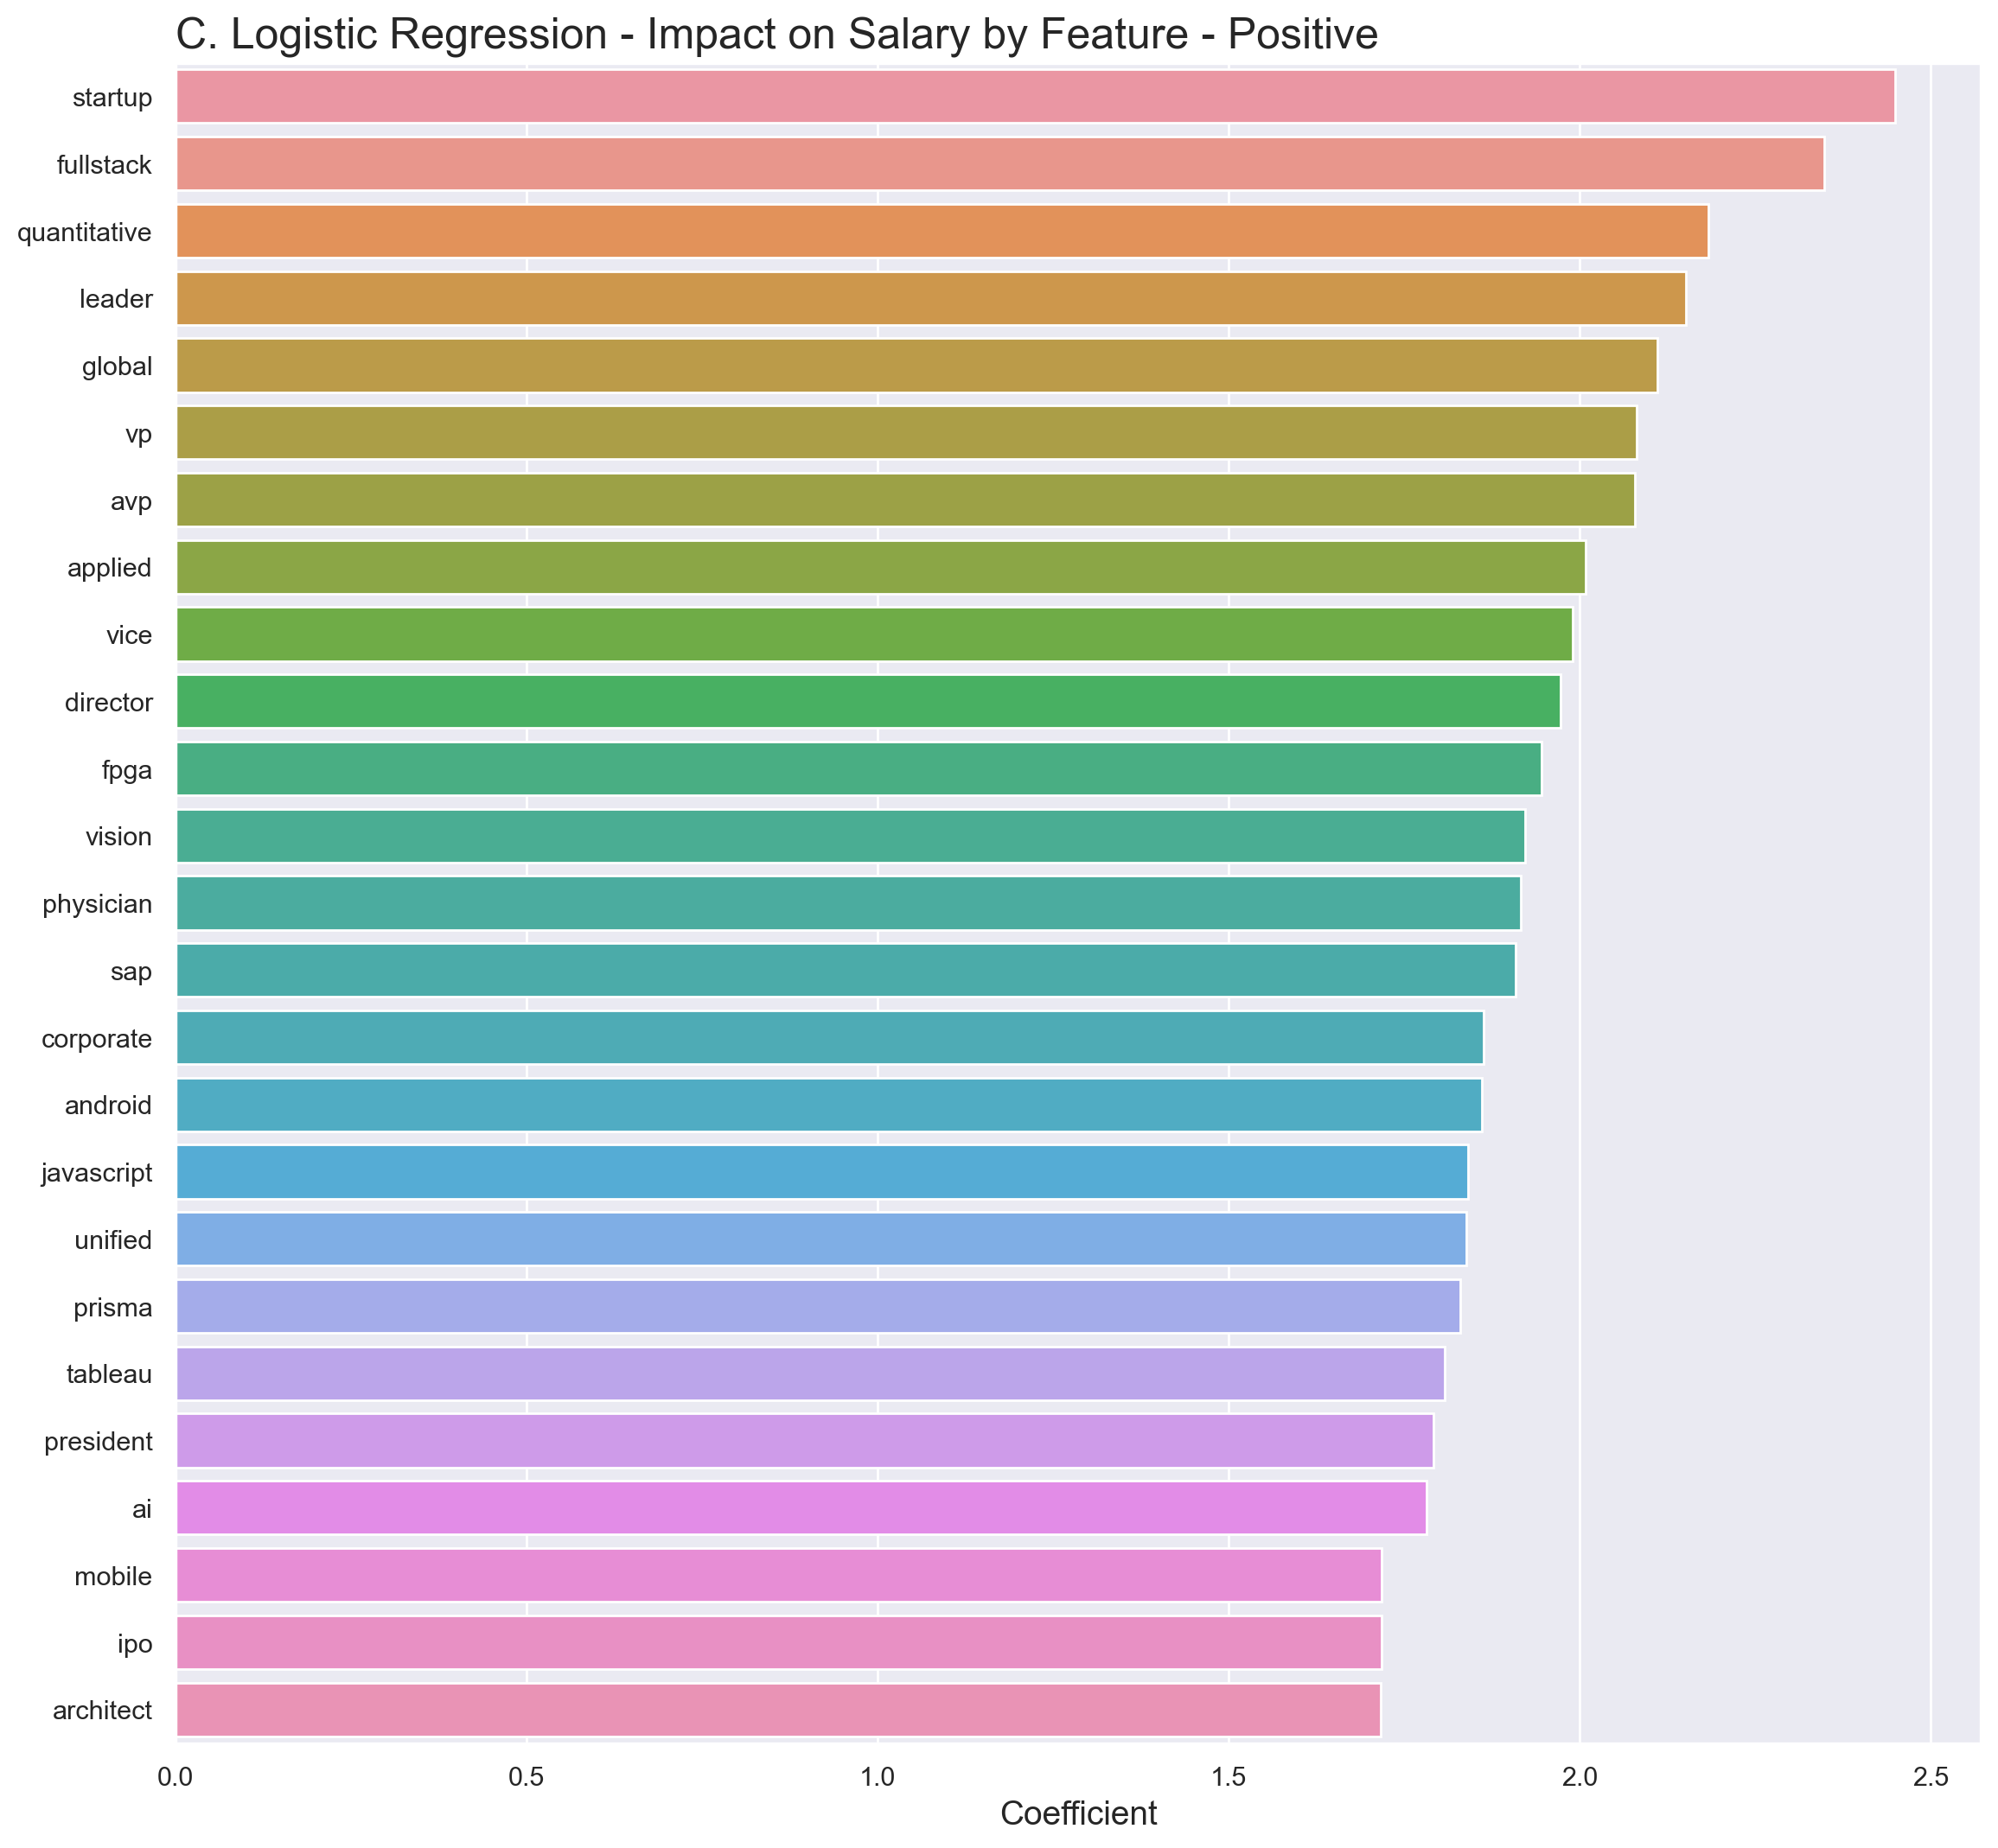 C. Logistic Regression - Impact on Salary by Feature - Positive
startup
fullstack
quantitative
leader
global
vp
avp
applied
vice
director
fpga
vision
physician
sap
corporate
android
javascript
unified
prisma
tableau
president
ai
mobile
ipo
architect
0.0 0.5 1.0 1.5 2.0 2.5
Coefficient